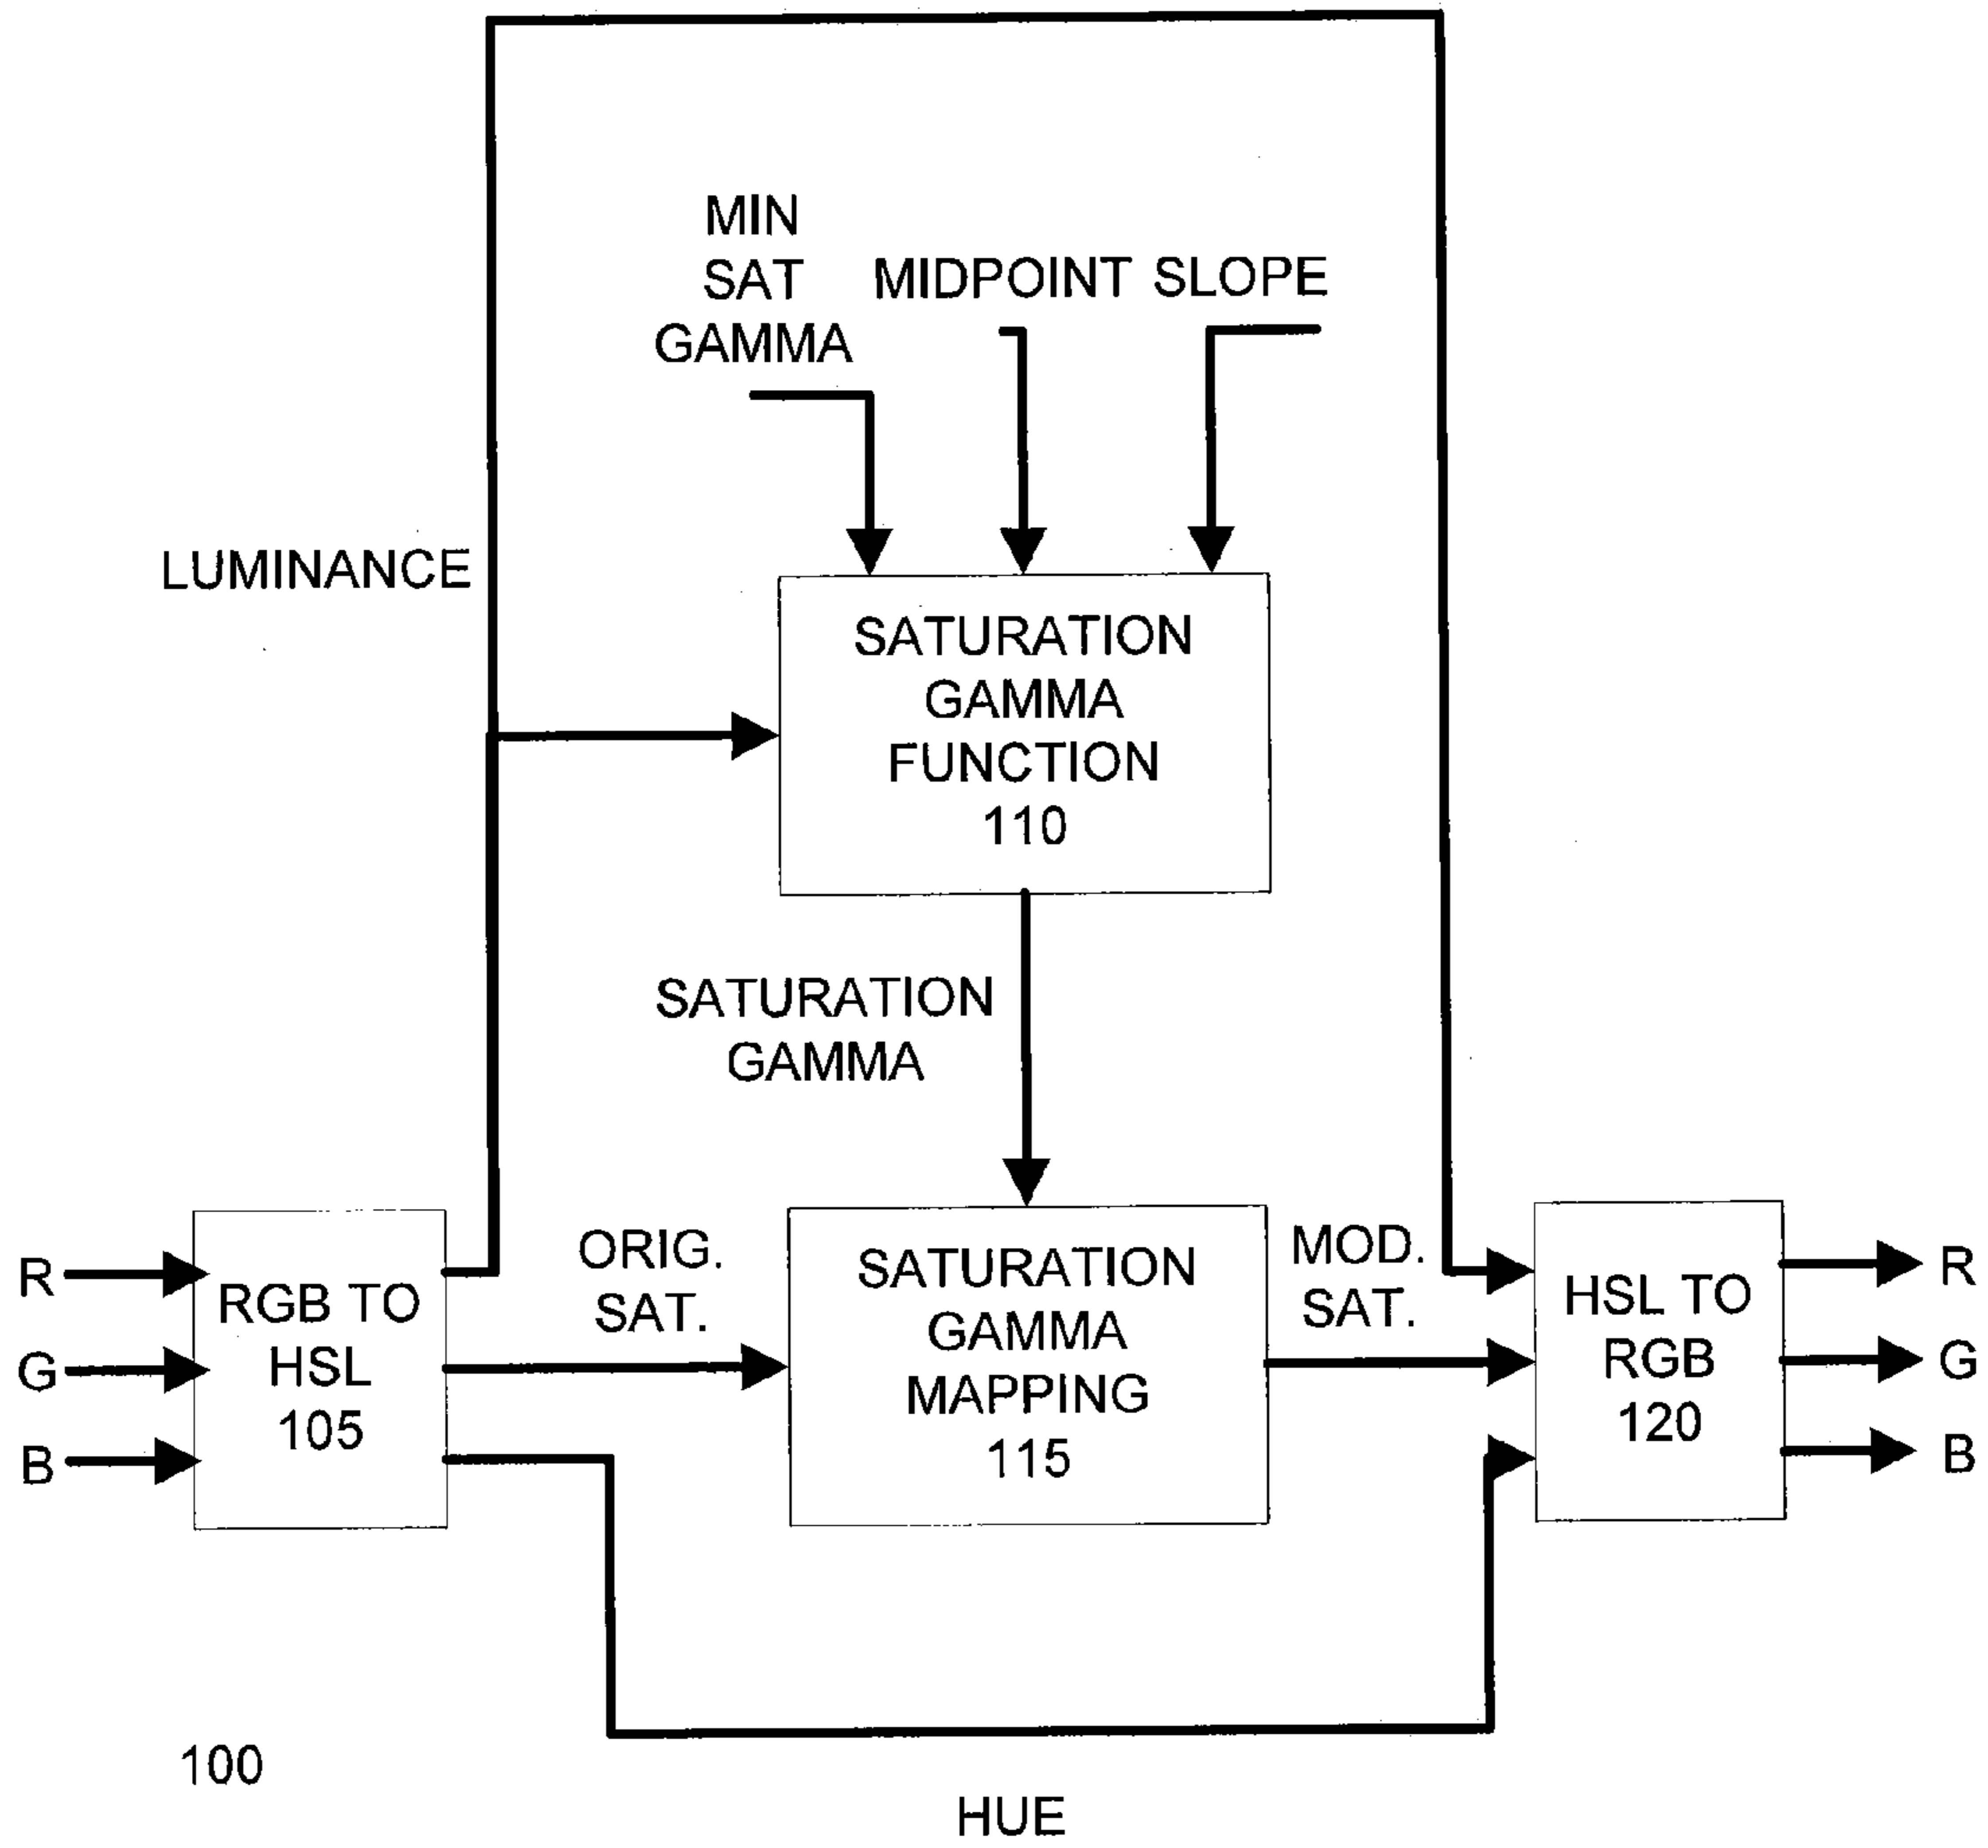 MIN
SAT
GAMMA
MIDPOINT
SLOPE
LUMINANCE
SATURATION
GAMMA
FUNCTION
110
SATURATION
GAMMA
R
G
B
RGB TO
HSL
105
ORIG.
SAT.
SATURATION
GAMMA
MAPPING
115
MOD.
SAT.
HSL TO
RGB
120
R
G
B
100
HUE